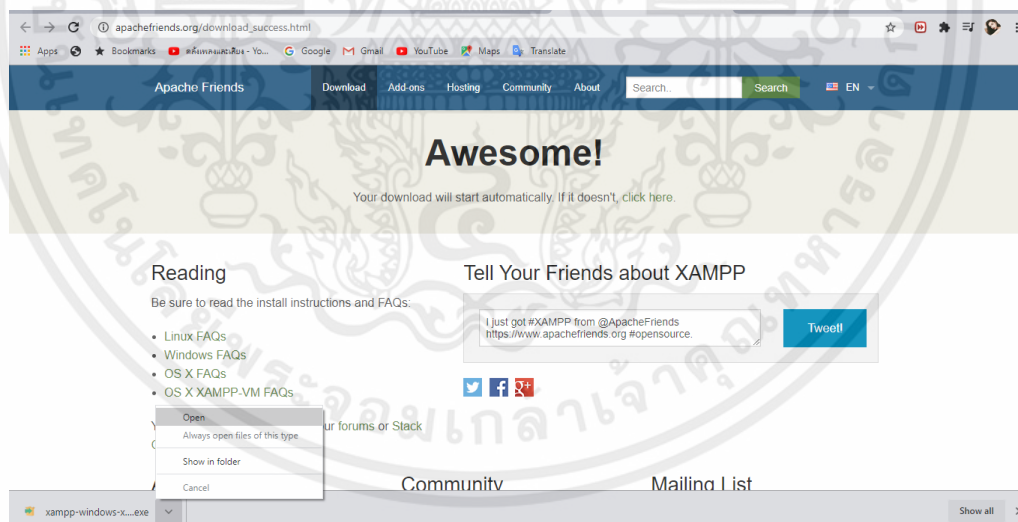 apachefriends.org/download_success.html
Apps Bookmarks Google Gmail YouTube Maps Translate
Apache Friends Download Add-ons Hosting Community About Search.. Search EN
Awesome!
Your download will start automatically. If it doesn't, click here.
Reading
Be sure to read the install instructions and FAQs:
Linux FAQs
Windows FAQs
OS X FAQs
OS X XAMPP-VM FAQs
ur forums or Stack
Tell Your Friends about XAMPP
I just got #XAMPP from @ApacheFriends
https://www.apachefriends.org #opensource.
Tweet!
Open
Always open files of this type
Show in folder
Cancel
Community
Mailing List
xampp-windows-x....exe
Show all